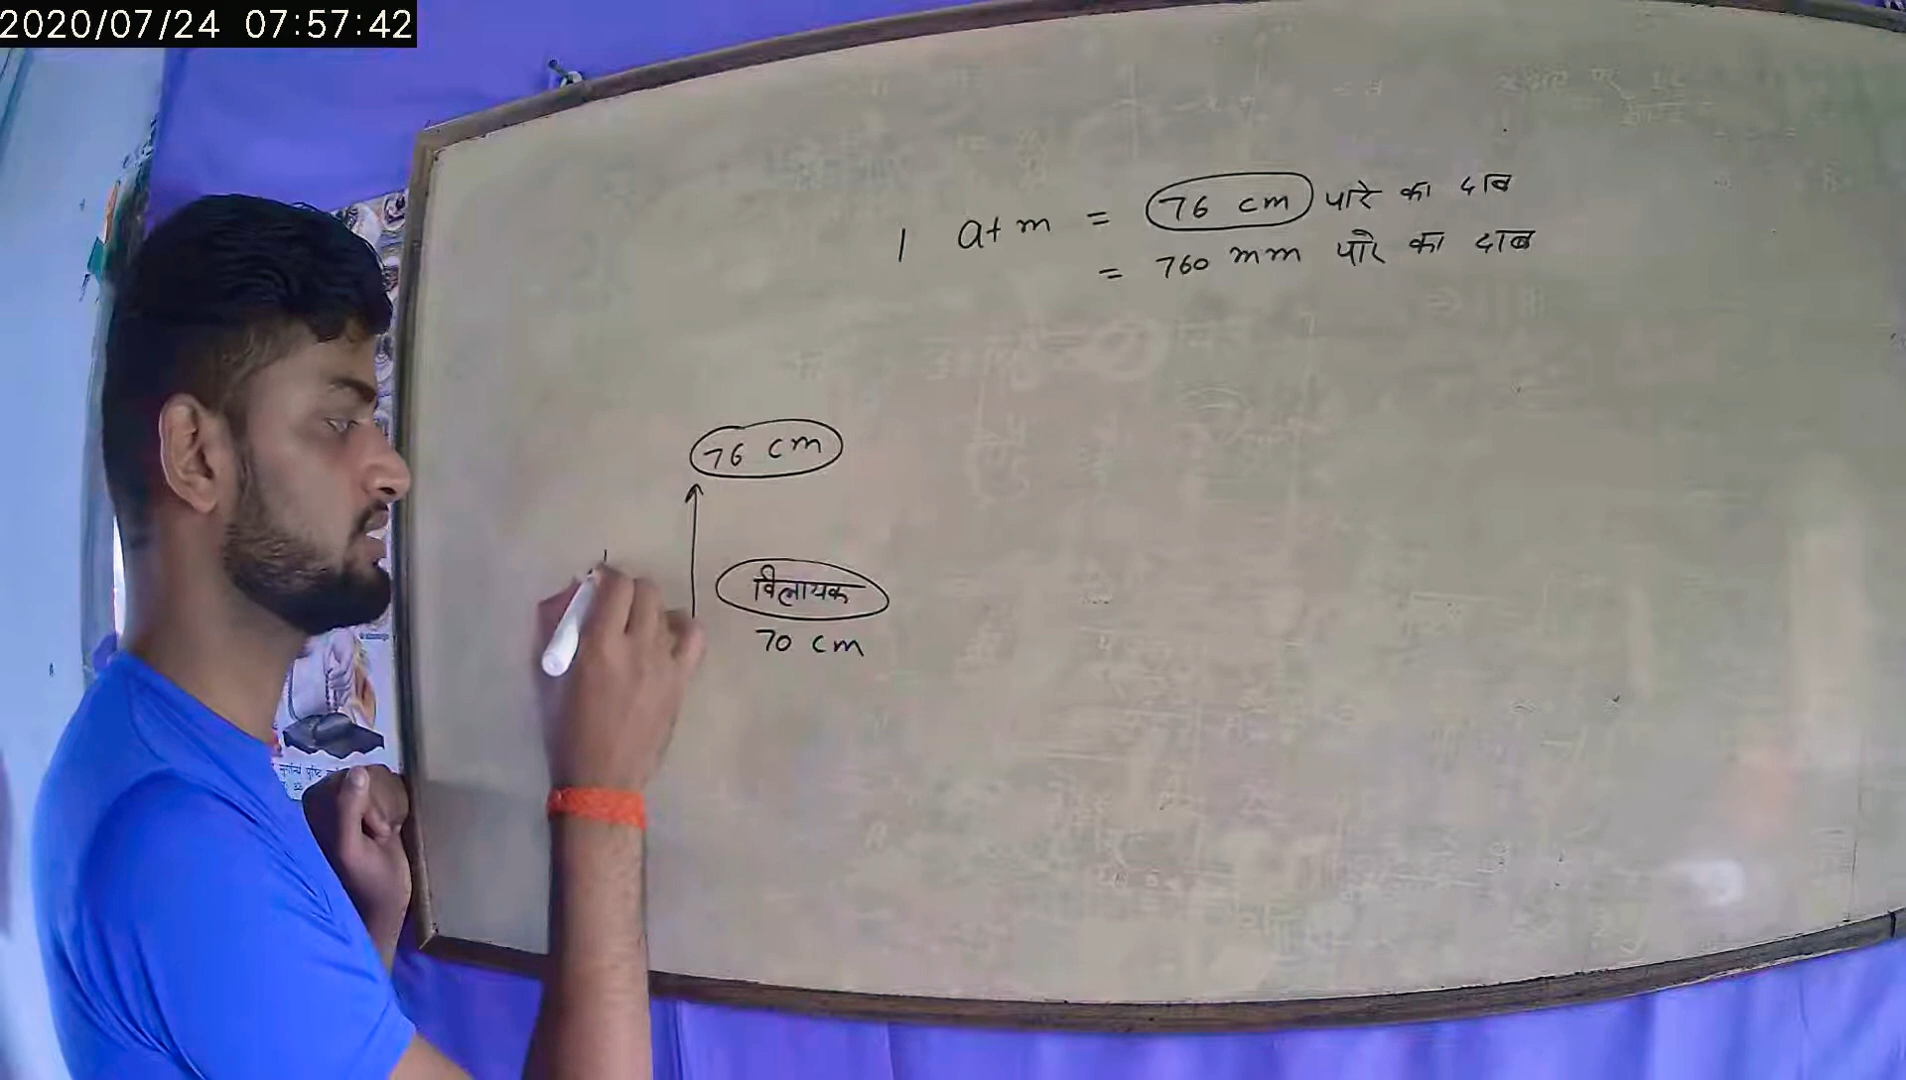 2020/07/24 07:57:42
1 atm = 76 cm पारे का दाब
= 760 mm पारे का दाब
76 cm
विलायक
70 cm